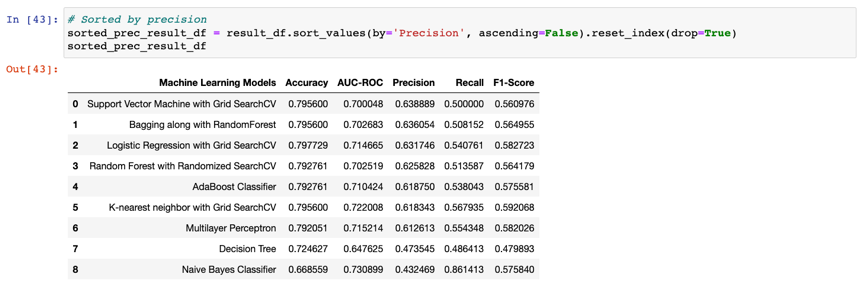 In [43]: # Sorted by precision
sorted_prec_result_df = result_df.sort_values(by='Precision', ascending=False).reset_index(drop=True)
sorted_prec_result_df
Out[43]:
Machine Learning Models Accuracy AUC-ROC Precision Recall F1-Score
0 Support Vector Machine with Grid SearchCV 0.795600 0.700048 0.638889 0.500000 0.560976
1 Bagging along with RandomForest 0.795600 0.702683 0.636054 0.508152 0.564955
2 Logistic Regression with Grid SearchCV 0.797729 0.714665 0.631746 0.540761 0.582723
3 Random Forest with Randomized SearchCV 0.792761 0.702519 0.625828 0.513587 0.564179
4 AdaBoost Classifier 0.792761 0.710424 0.618750 0.538043 0.575581
5 K-nearest neighbor with Grid SearchCV 0.795600 0.722008 0.618343 0.567935 0.592068
6 Multilayer Perceptron 0.792051 0.715214 0.612613 0.554348 0.582026
7 Decision Tree 0.724627 0.647625 0.473545 0.486413 0.479893
8 Naive Bayes Classifier 0.668559 0.730899 0.432469 0.861413 0.575840